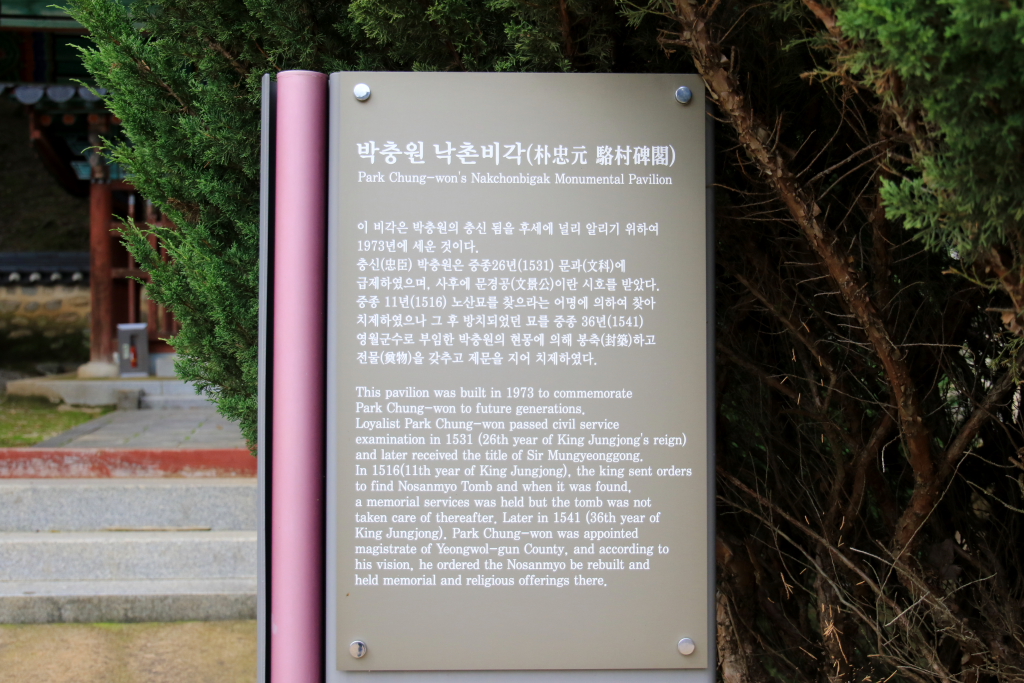 박충원 낙촌비각(朴忠元 駱村碑閣)
Park Chung-won's Nakchonbigak Monumental Pavilion
이 비각은 박충원의 충신 됨을 후세에 널리 알리기 위하여
1973년에 세운 것이다.
충신(忠臣) 박충원은 중종26년(1531) 문과(文科)에
급제하였으며, 사후에 문경공(文景公)이란 시호를 받았다.
중종 11년(1516) 노산묘를 찾으라는 어명에 의하여 찾아
치제하였으나 그 후 방치되었던 묘를 중종 36년(1541)
영월군수로 부임한 박충원의 현몽에 의해 봉축(封築)하고
전물(奠物)을 갖추고 제문을 지어 치제하였다.
This pavilion was built in 1973 to commemorate
Park Chung-won to future generations.
Loyalist Park Chung-won passed civil service
examination in 1531 (26th year of King Jungjong's reign)
and later received the title of Sir Mungyeonggong.
In 1516(11th year of King Jungjong), the king sent orders
to find Nosanmyo Tomb and when it was found,
a memorial services was held but the tomb was not
taken care of thereafter. Later in 1541 (36th year of
King Jungjong), Park Chung-won was appointed
magistrate of Yeongwol-gun County, and according to
his vision, he ordered the Nosanmyo be rebuilt and
held memorial and religious offerings there.